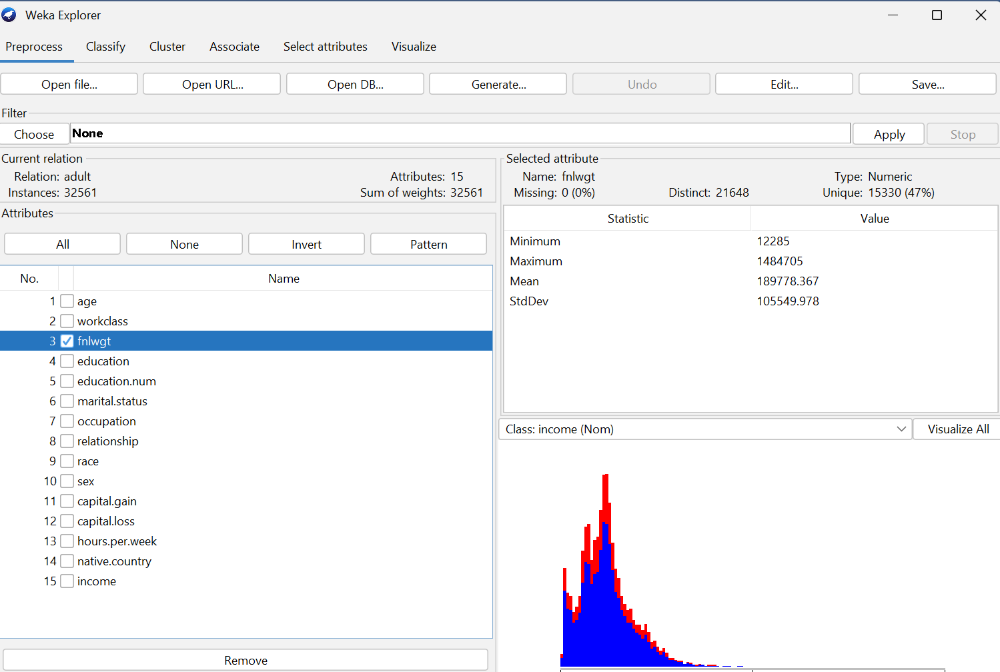 Weka Explorer
Preprocess Classify Cluster Associate Select attributes Visualize
Open file... Open URL... Open DB... Generate... Undo Edit... Save...
Filter
Choose None Apply Stop
Current relation
Relation: adult Attributes: 15
Instances: 32561 Sum of weights: 32561
Attributes
All None Invert Pattern
No. Name
1 age
2 workclass
3 fnlwgt
4 education
5 education.num
6 marital.status
7 occupation
8 relationship
9 race
10 sex
11 capital.gain
12 capital.loss
13 hours.per.week
14 native.country
15 income
Remove
Selected attribute
Name: fnlwgt Type: Numeric
Missing: 0 (0%) Distinct: 21648 Unique: 15330 (47%)
Statistic Value
Minimum 12285
Maximum 1484705
Mean 189778.367
StdDev 105549.978
Class: income (Nom) Visualize All